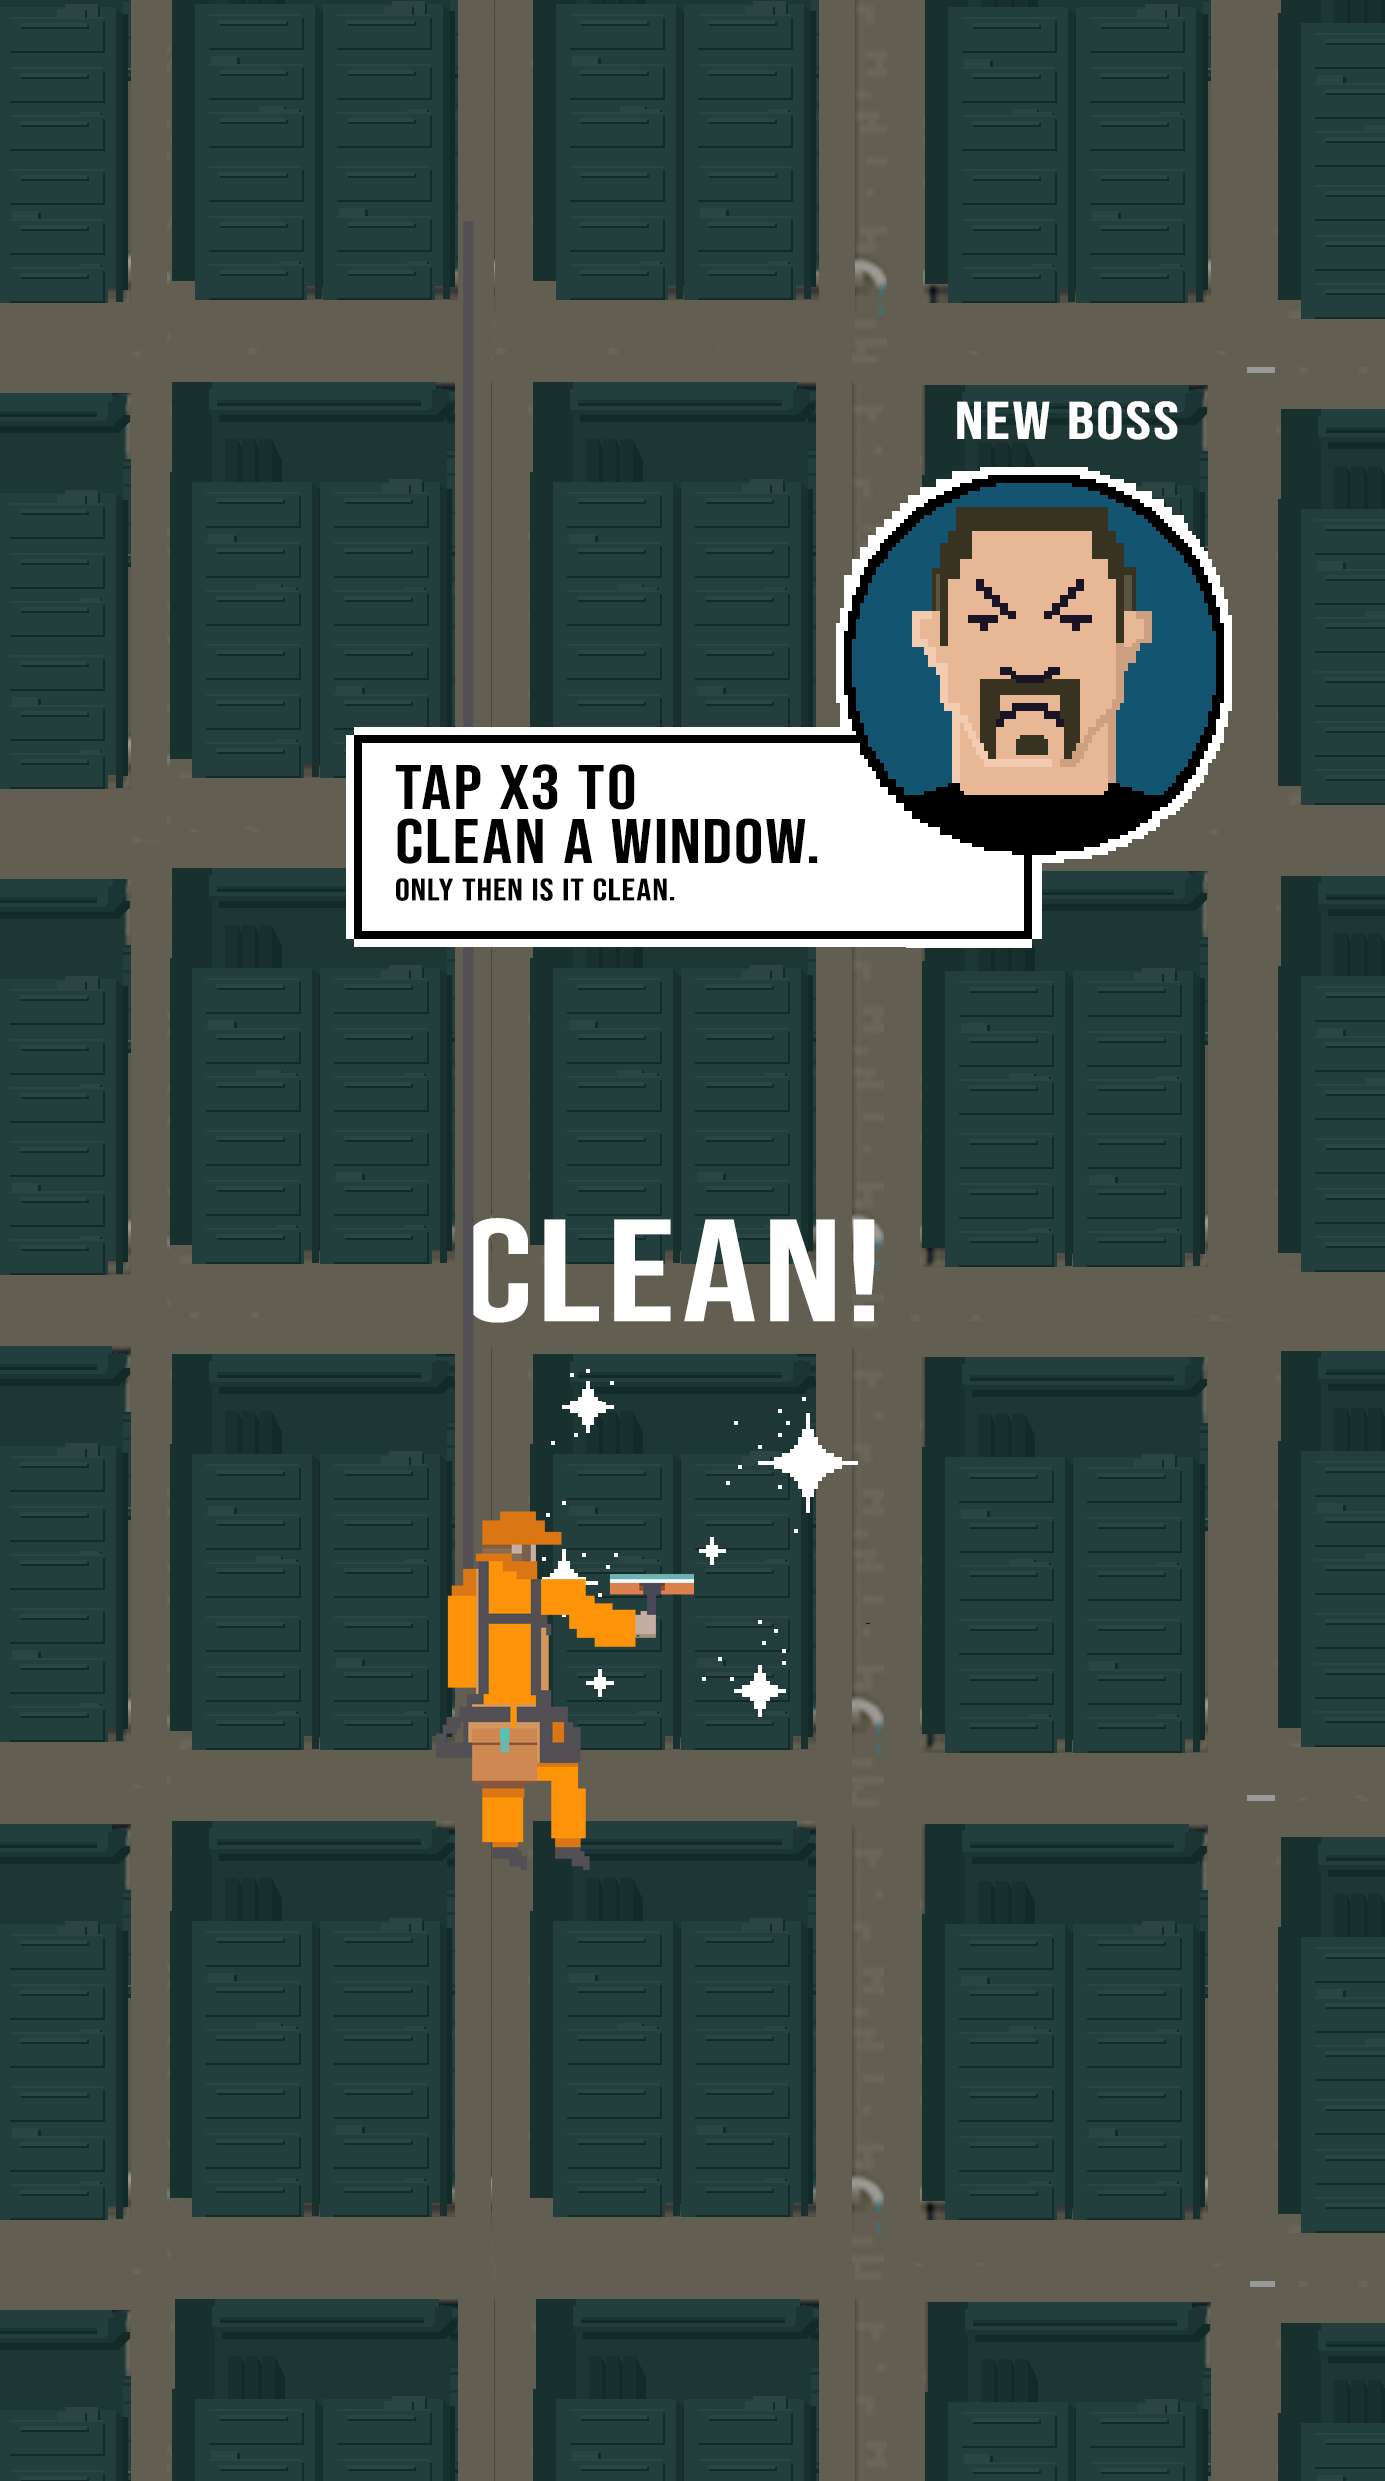 NEW BOSS
TAP X3 TO
CLEAN A WINDOW.
ONLY THEN IS IT CLEAN.
CLEAN!